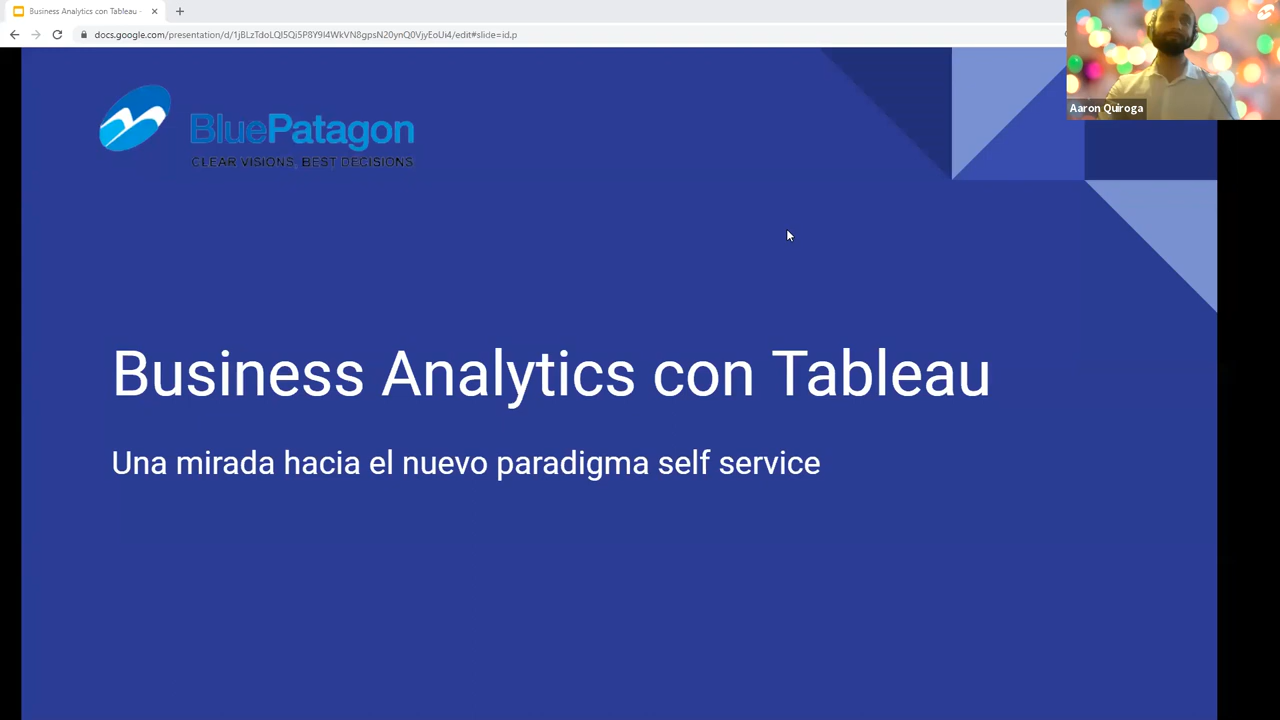 Business Analytics con Tableau -
docs.google.com/presentation/d/1jBLzTdoLQI5Qi5P8Y9I4WkVN8gpsN20ynQ0VjyEoUi4/edit#slide=id.p
Aaron Quiroga
BluePatagon
CLEAR VISIONS, BEST DECISIONS
Business Analytics con Tableau
Una mirada hacia el nuevo paradigma self service